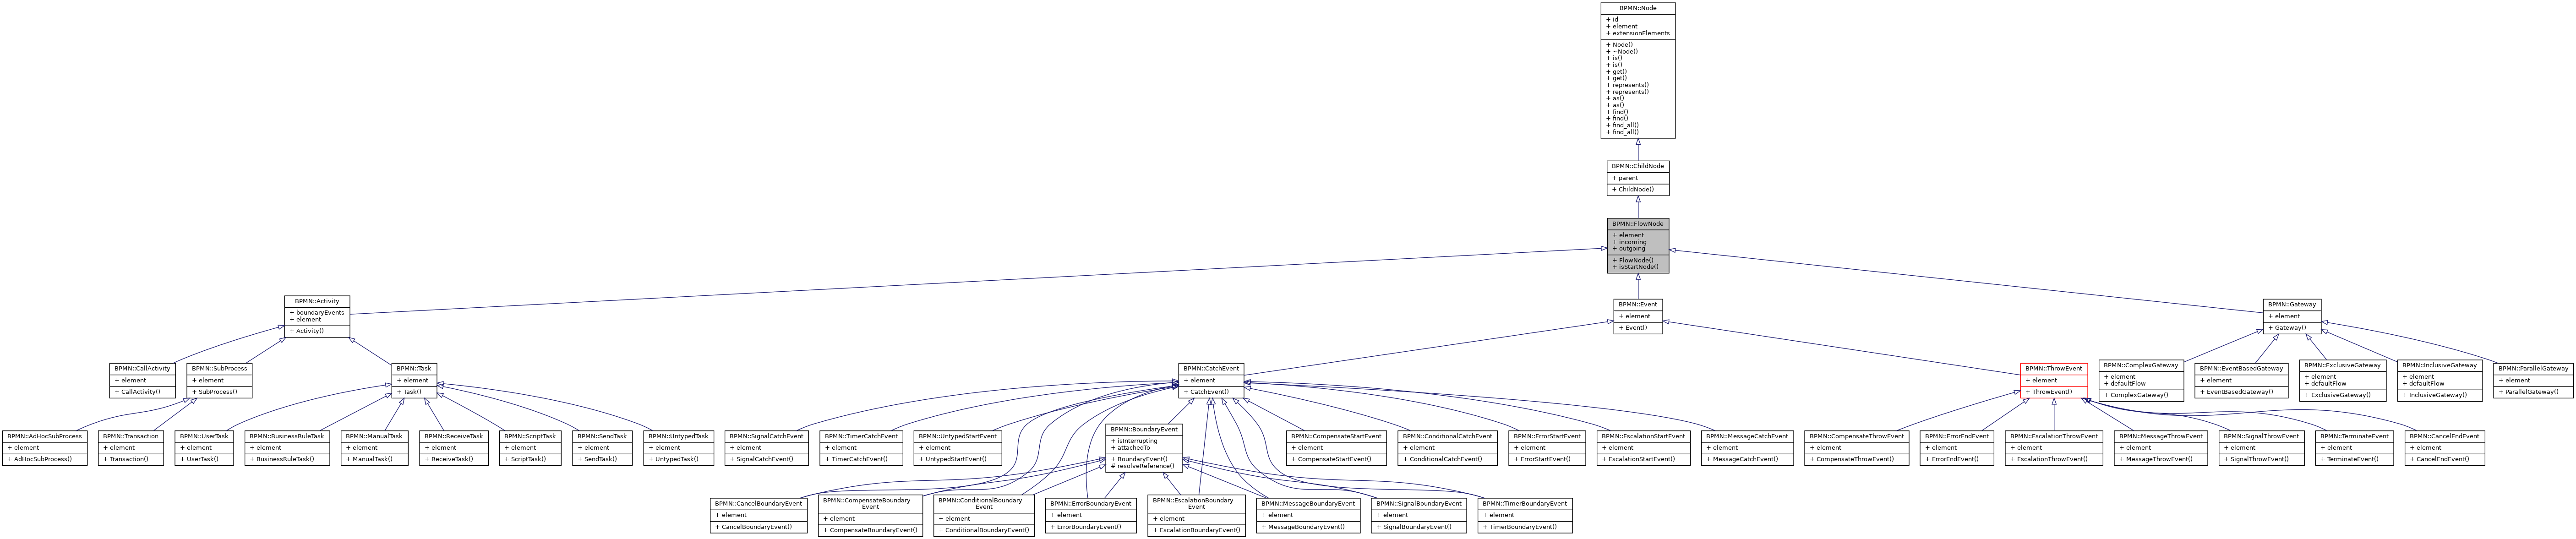 BPMN::Node
+ id
+ element
+ extensionElements
+ Node()
+ ~Node()
+ is()
+ is()
+ get()
+ get()
+ represents()
+ represents()
+ as()
+ as()
+ find()
+ find()
+ find_all()
+ find_all()
BPMN::ChildNode
+ parent
+ ChildNode()
BPMN::FlowNode
+ element
+ incoming
+ outgoing
+ FlowNode()
+ isStartNode()
BPMN::Activity
+ boundaryEvents
+ element
+ Activity()
BPMN::Event
+ element
+ Event()
BPMN::Gateway
+ element
+ Gateway()
BPMN::CallActivity
+ element
+ CallActivity()
BPMN::SubProcess
+ element
+ SubProcess()
BPMN::Task
+ element
+ Task()
BPMN::CatchEvent
+ element
+ CatchEvent()
BPMN::ThrowEvent
+ element
+ ThrowEvent()
BPMN::ComplexGateway
+ element
+ defaultFlow
+ ComplexGateway()
BPMN::EventBasedGateway
+ element
+ EventBasedGateway()
BPMN::ExclusiveGateway
+ element
+ defaultFlow
+ ExclusiveGateway()
BPMN::InclusiveGateway
+ element
+ defaultFlow
+ InclusiveGateway()
BPMN::ParallelGateway
+ element
+ ParallelGateway()
BPMN::AdHocSubProcess
+ element
+ AdHocSubProcess()
BPMN::Transaction
+ element
+ Transaction()
BPMN::UserTask
+ element
+ UserTask()
BPMN::BusinessRuleTask
+ element
+ BusinessRuleTask()
BPMN::ManualTask
+ element
+ ManualTask()
BPMN::ReceiveTask
+ element
+ ReceiveTask()
BPMN::ScriptTask
+ element
+ ScriptTask()
BPMN::SendTask
+ element
+ SendTask()
BPMN::UntypedTask
+ element
+ UntypedTask()
BPMN::SignalCatchEvent
+ element
+ SignalCatchEvent()
BPMN::TimerCatchEvent
+ element
+ TimerCatchEvent()
BPMN::UntypedStartEvent
+ element
+ UntypedStartEvent()
BPMN::BoundaryEvent
+ isInterrupting
+ attachedTo
+ BoundaryEvent()
# resolveReference()
BPMN::CompensateStartEvent
+ element
+ CompensateStartEvent()
BPMN::ConditionalCatchEvent
+ element
+ ConditionalCatchEvent()
BPMN::ErrorStartEvent
+ element
+ ErrorStartEvent()
BPMN::EscalationStartEvent
+ element
+ EscalationStartEvent()
BPMN::MessageCatchEvent
+ element
+ MessageCatchEvent()
BPMN::CompensateThrowEvent
+ element
+ CompensateThrowEvent()
BPMN::ErrorEndEvent
+ element
+ ErrorEndEvent()
BPMN::EscalationThrowEvent
+ element
+ EscalationThrowEvent()
BPMN::MessageThrowEvent
+ element
+ MessageThrowEvent()
BPMN::SignalThrowEvent
+ element
+ SignalThrowEvent()
BPMN::TerminateEvent
+ element
+ TerminateEvent()
BPMN::CancelEndEvent
+ element
+ CancelEndEvent()
BPMN::CancelBoundaryEvent
+ element
+ CancelBoundaryEvent()
BPMN::CompensateBoundary
Event
+ element
+ CompensateBoundaryEvent()
BPMN::ConditionalBoundary
Event
+ element
+ ConditionalBoundaryEvent()
BPMN::ErrorBoundaryEvent
+ element
+ ErrorBoundaryEvent()
BPMN::EscalationBoundary
Event
+ element
+ EscalationBoundaryEvent()
BPMN::MessageBoundaryEvent
+ element
+ MessageBoundaryEvent()
BPMN::SignalBoundaryEvent
+ element
+ SignalBoundaryEvent()
BPMN::TimerBoundaryEvent
+ element
+ TimerBoundaryEvent()